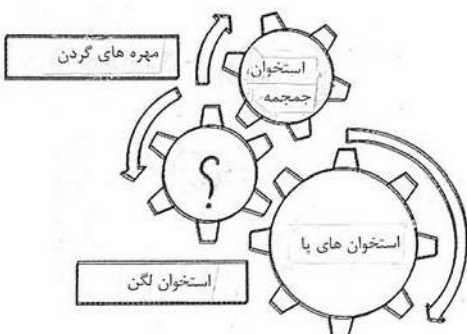 مهره های گردن
استخوان
جمجمه
؟
استخوان های پا
استخوان لگن